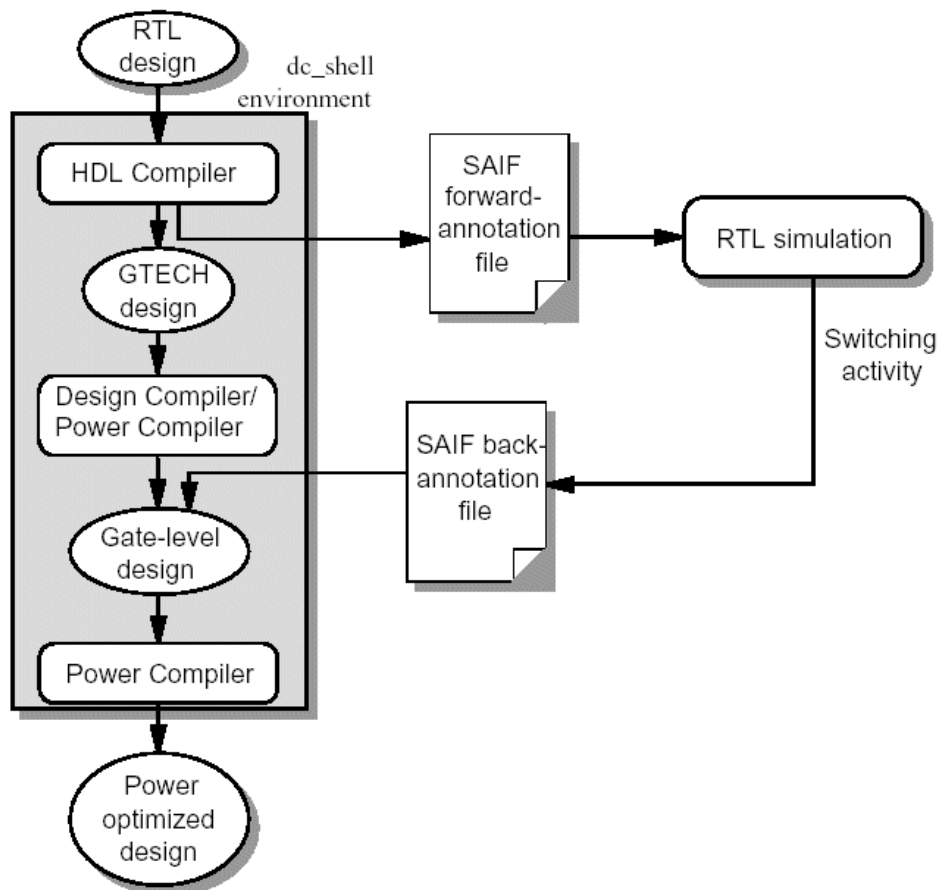 RTL
design
dc_shell
environment
HDL Compiler
SAIF
forward-
annotation
file
RTL simulation
GTECH
design
Switching
activity
Design Compiler/
Power Compiler
SAIF back-
annotation
file
Gate-level
design
Power Compiler
Power
optimized
design